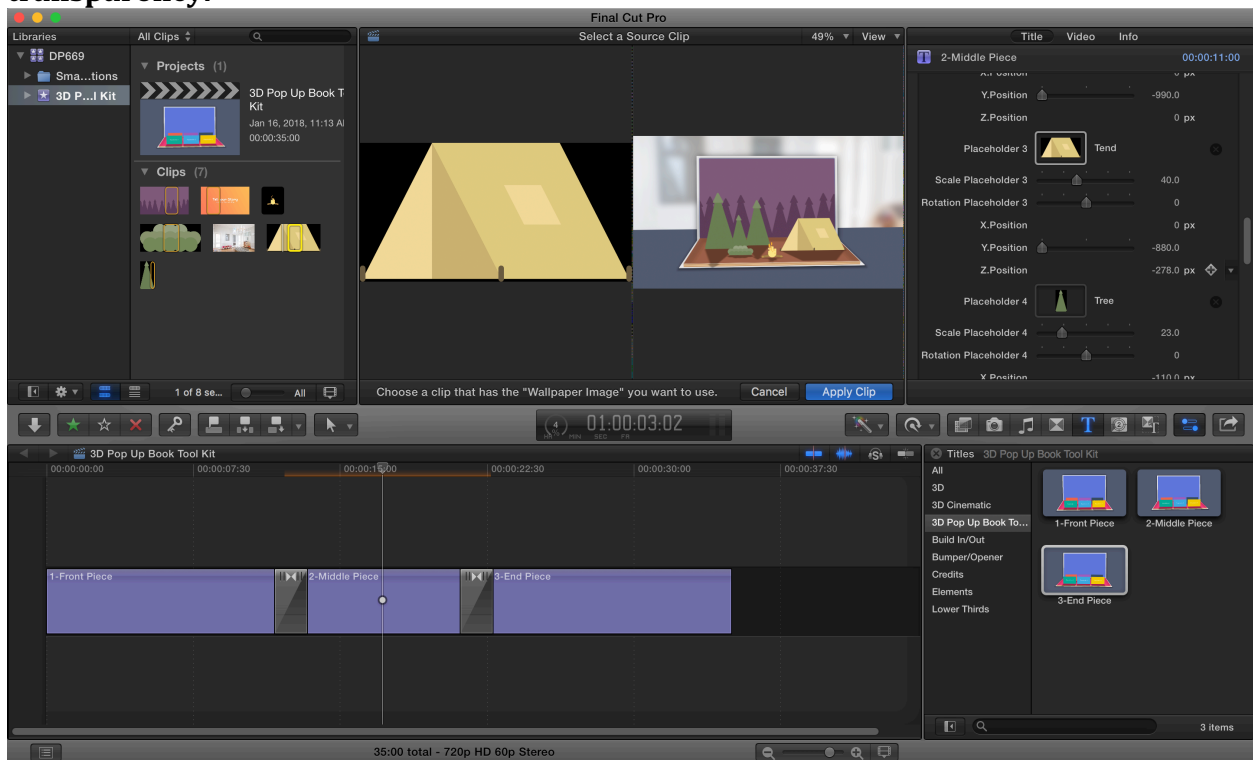 transparency.
Final Cut Pro
Libraries
DP669
Sma...tions
3D P...l Kit
All Clips
Projects (1)
3D Pop Up Book T
Kit
Jan 16, 2018, 11:13 A
00:00:35:00
Clips (7)
1 of 8 se...
All
Select a Source Clip
49%
View
Choose a clip that has the "Wallpaper Image" you want to use.
Cancel
Apply Clip
Title Video Info
2-Middle Piece 00:00:11:00
X.Position 0 px
Y.Position -990.0
Z.Position 0 px
Placeholder 3 Tend
Scale Placeholder 3 40.0
Rotation Placeholder 3 0
X.Position 0 px
Y.Position -880.0
Z.Position -278.0 px
Placeholder 4 Tree
Scale Placeholder 4 23.0
Rotation Placeholder 4 0
X.Position -110.0 px
4
%
01:00:03:02
HR MIN SEC FR
3D Pop Up Book Tool Kit
00:00:00:00 00:00:07:30 00:00:15:00 00:00:22:30 00:00:30:00 00:00:37:30
1-Front Piece
2-Middle Piece
3-End Piece
Titles 3D Pop Up Book Tool Kit
All
3D
3D Cinematic
3D Pop Up Book To...
Build In/Out
Bumper/Opener
Credits
Elements
Lower Thirds
1-Front Piece
2-Middle Piece
3-End Piece
3 items
35:00 total - 720p HD 60p Stereo